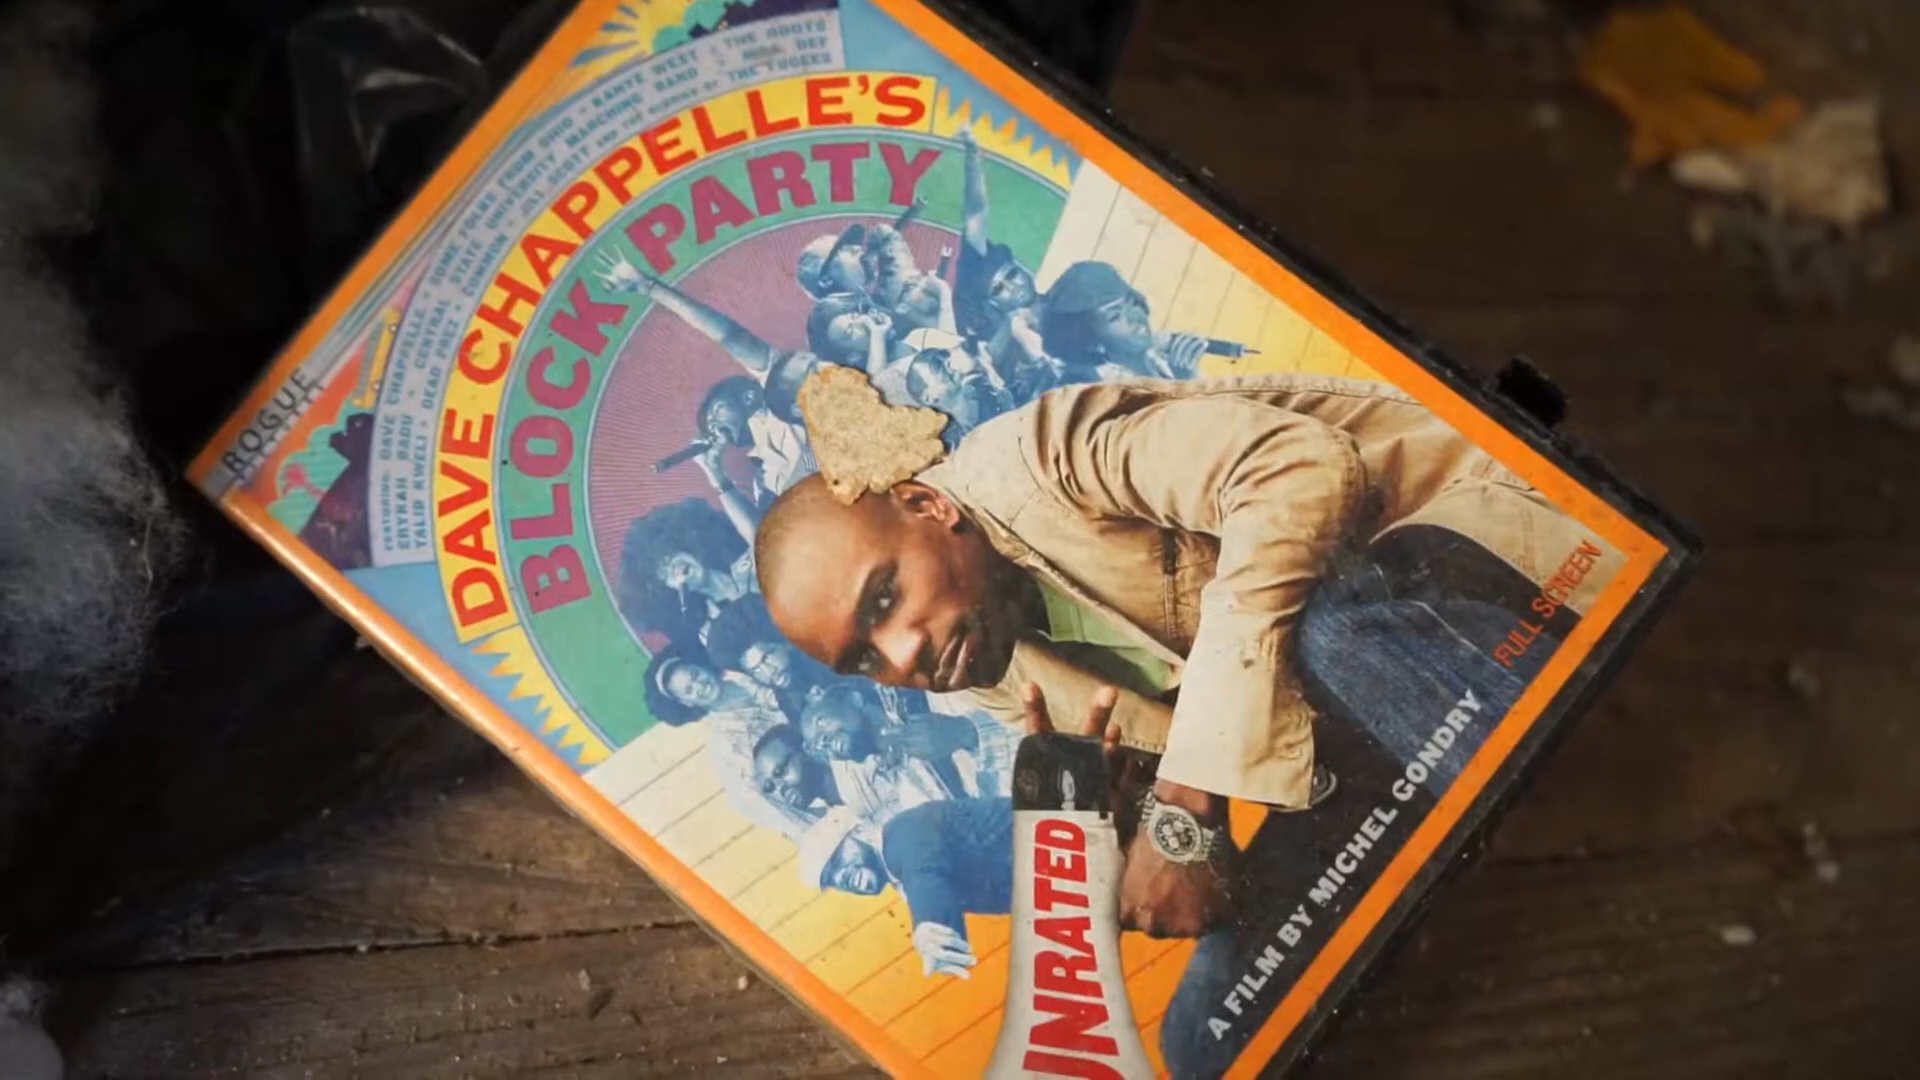 ROGUE
FEATURING: DAVE CHAPPELLE • SOME FOLKS FROM OHIO • KANYE WEST • THE ROOTS
ERYKAH BADU • CENTRAL STATE UNIVERSITY MARCHING BAND • MOS DEF
TALIB KWELI • DEAD PREZ • COMMON • JILL SCOTT AND THE REUNION OF THE FUGEES
DAVE CHAPPELLE'S
BLOCK PARTY
FULL SCREEN
A FILM BY MICHEL GONDRY
UNRATED